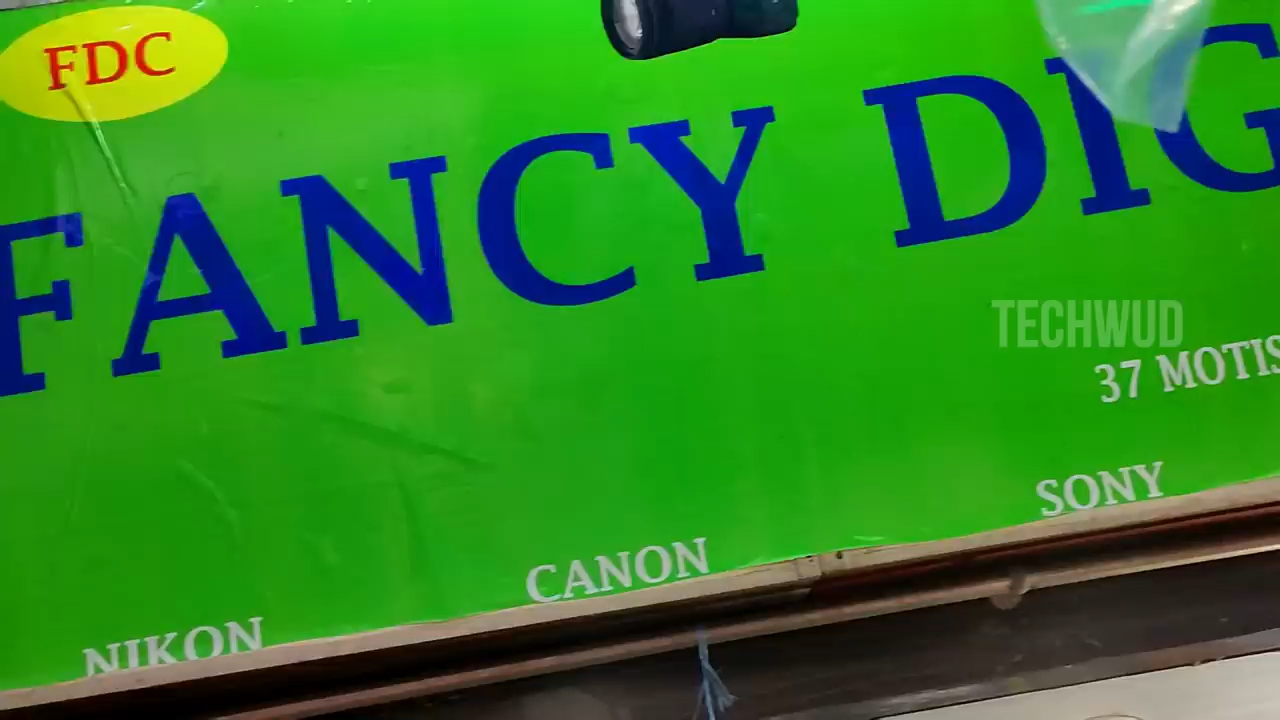 FDC
FANCY DIG
TECHWUD
37 MOTIS
SONY
CANON
NIKON